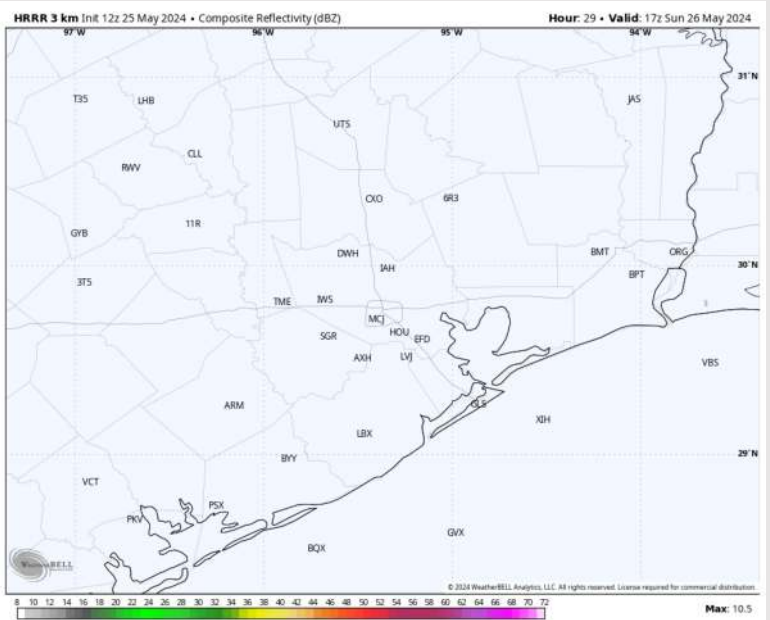 HRRR 3 km Init 12z 25 May 2024 • Composite Reflectivity (dBZ)
Hour: 29 • Valid: 17z Sun 26 May 2024
97°W 96°W 95°W 94°W
31°N
T35 LHB JAS
UTS
CLL
RWV
CXO 6R3
11R
GYB
DWH BMT ORG
IAH 30°N
BPT
3T5
TME IWS
MCJ
SGR HOU EFD
AXH LVJ VBS
ARM GLS
XIH
LBX
BYY 29°N
VCT
PSX
PKV
GVX
BQX
WeatherBELL
© 2024 WeatherBELL Analytics, LLC. All rights reserved. License required for commercial distribution.
8 10 12 14 16 18 20 22 24 26 28 30 32 34 36 38 40 42 44 46 48 50 52 54 56 58 60 62 64 66 68 70 72
Max: 10.5